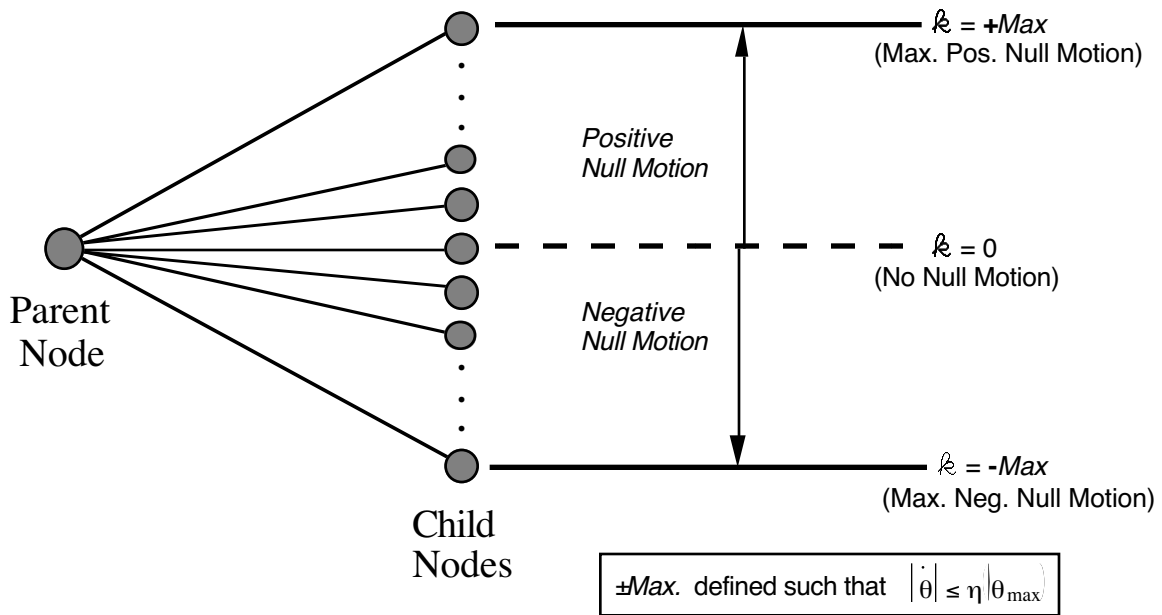 𝓀 = +Max
(Max. Pos. Null Motion)
Positive
Null Motion
𝓀 = 0
(No Null Motion)
Parent
Node
Negative
Null Motion
𝓀 = -Max
(Max. Neg. Null Motion)
Child
Nodes
±Max. defined such that |θ̇| ≤ η(|θmax|)